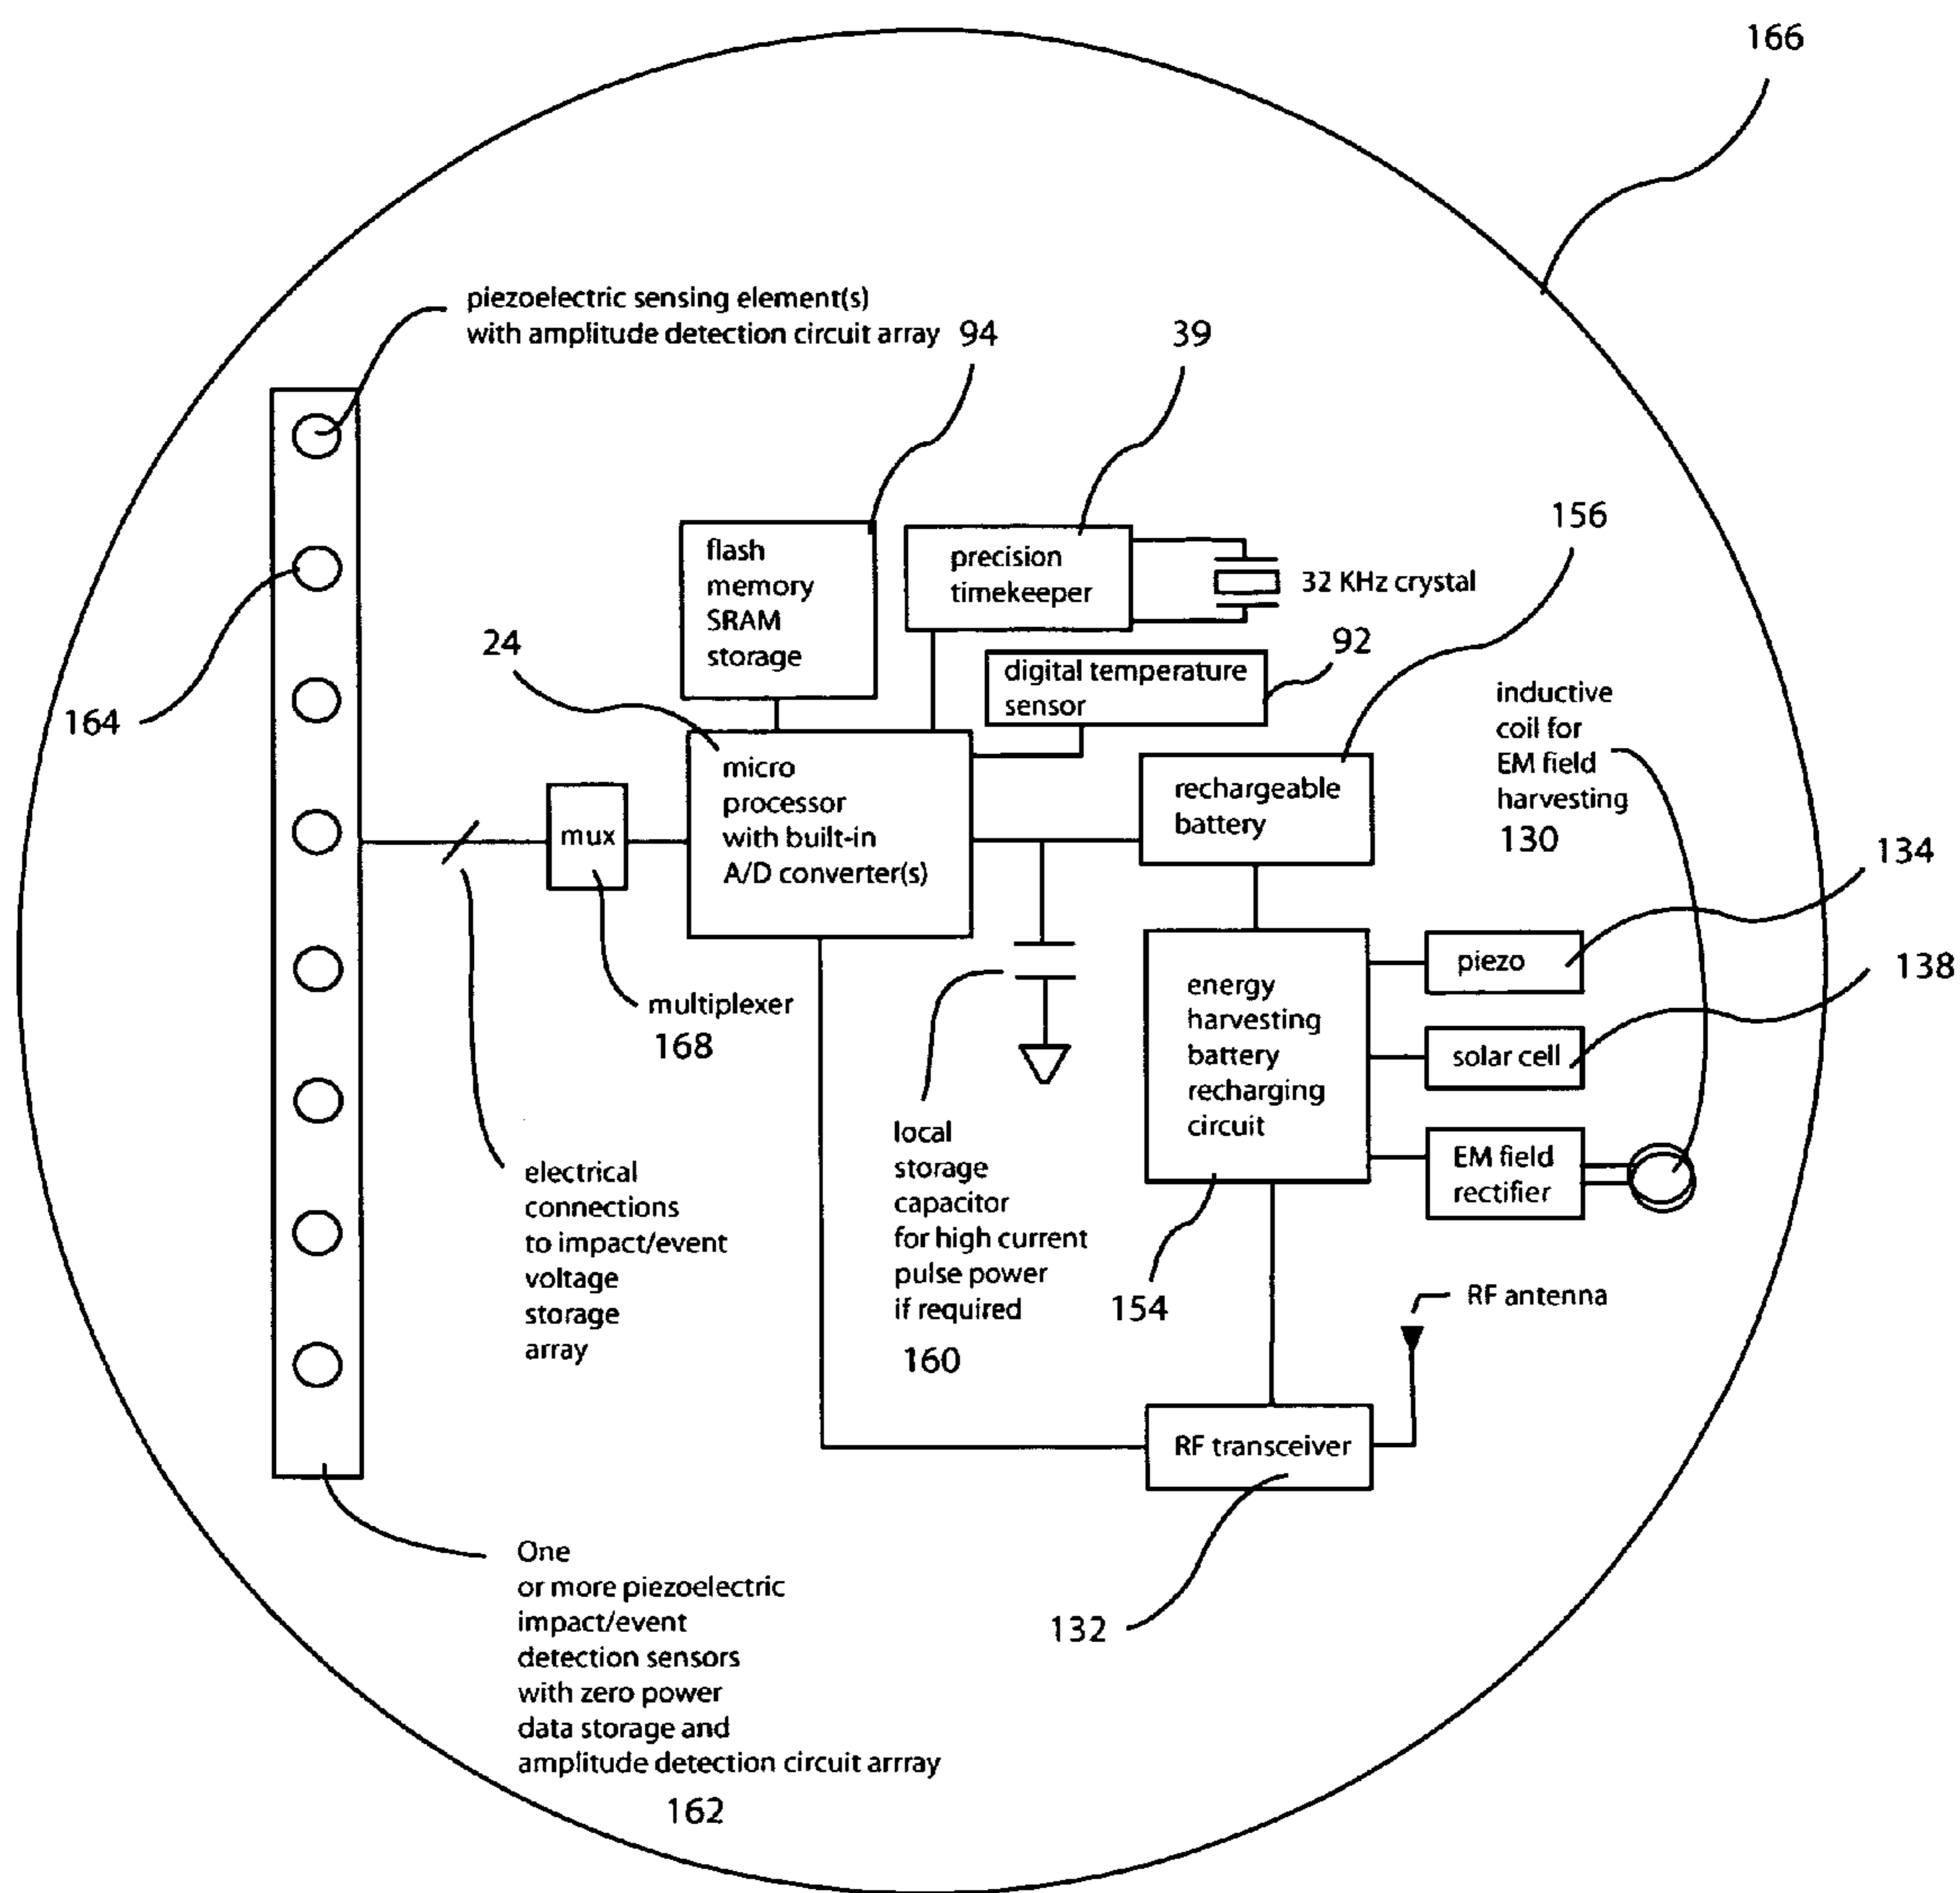 166
piezoelectric sensing element(s)
with amplitude detection circuit array
94
39
156
flash
memory
SRAM
storage
precision
timekeeper
32 KHz crystal
24
92
digital temperature
sensor
164
inductive
coil for
EM field
harvesting
130
micro
processor
with built-in
A/D converter(s)
mux
rechargeable
battery
134
138
piezo
multiplexer
168
energy
harvesting
battery
recharging
circuit
solar cell
EM field
rectifier
local
storage
capacitor
for high current
pulse power
if required
160
154
electrical
connections
to impact/event
voltage
storage
array
RF antenna
RF transceiver
132
One
or more piezoelectric
impact/event
detection sensors
with zero power
data storage and
amplitude detection circuit arrray
162